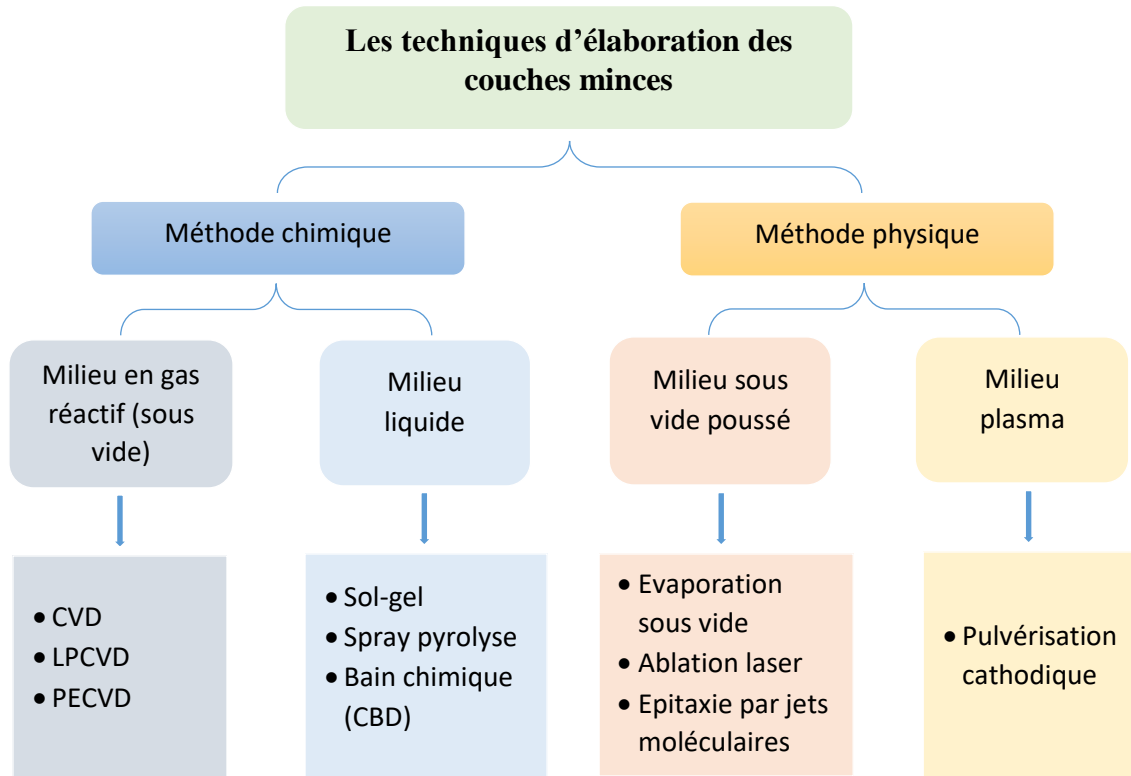 Les techniques d’élaboration des
couches minces
Méthode chimique
Méthode physique
Milieu en gas
réactif (sous
vide)
Milieu
liquide
Milieu sous
vide poussé
Milieu
plasma
• CVD
• LPCVD
• PECVD
• Sol-gel
• Spray pyrolyse
• Bain chimique
(CBD)
• Evaporation
sous vide
• Ablation laser
• Epitaxie par jets
moléculaires
• Pulvérisation
cathodique